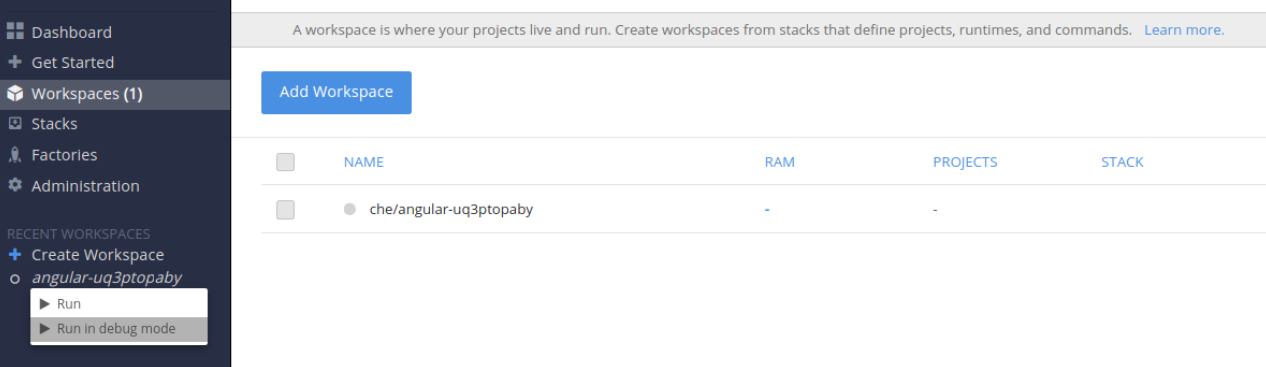 Dashboard
Get Started
Workspaces (1)
Stacks
Factories
Administration
RECENT WORKSPACES
Create Workspace
angular-uq3ptopaby
Run
Run in debug mode
A workspace is where your projects live and run. Create workspaces from stacks that define projects, runtimes, and commands. Learn more.
Add Workspace
NAME RAM PROJECTS STACK
che/angular-uq3ptopaby - -